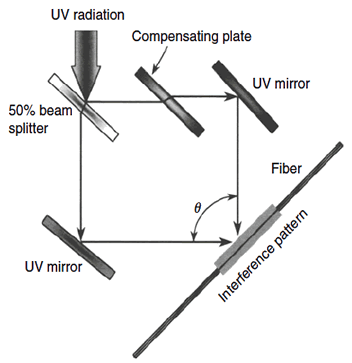 UV radiation
Compensating plate
UV mirror
50% beam
splitter
Fiber
θ
UV mirror
Interference pattern